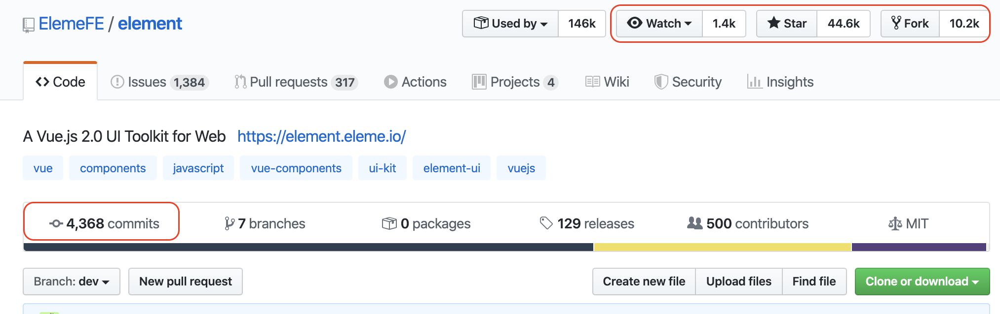 ElemeFE / element Used by 146k Watch 1.4k Star 44.6k Fork 10.2k
Code Issues 1,384 Pull requests 317 Actions Projects 4 Wiki Security Insights
A Vue.js 2.0 UI Toolkit for Web https://element.eleme.io/
vue components javascript vue-components ui-kit element-ui vuejs
4,368 commits 7 branches 0 packages 129 releases 500 contributors MIT
Branch: dev New pull request Create new file Upload files Find file Clone or download